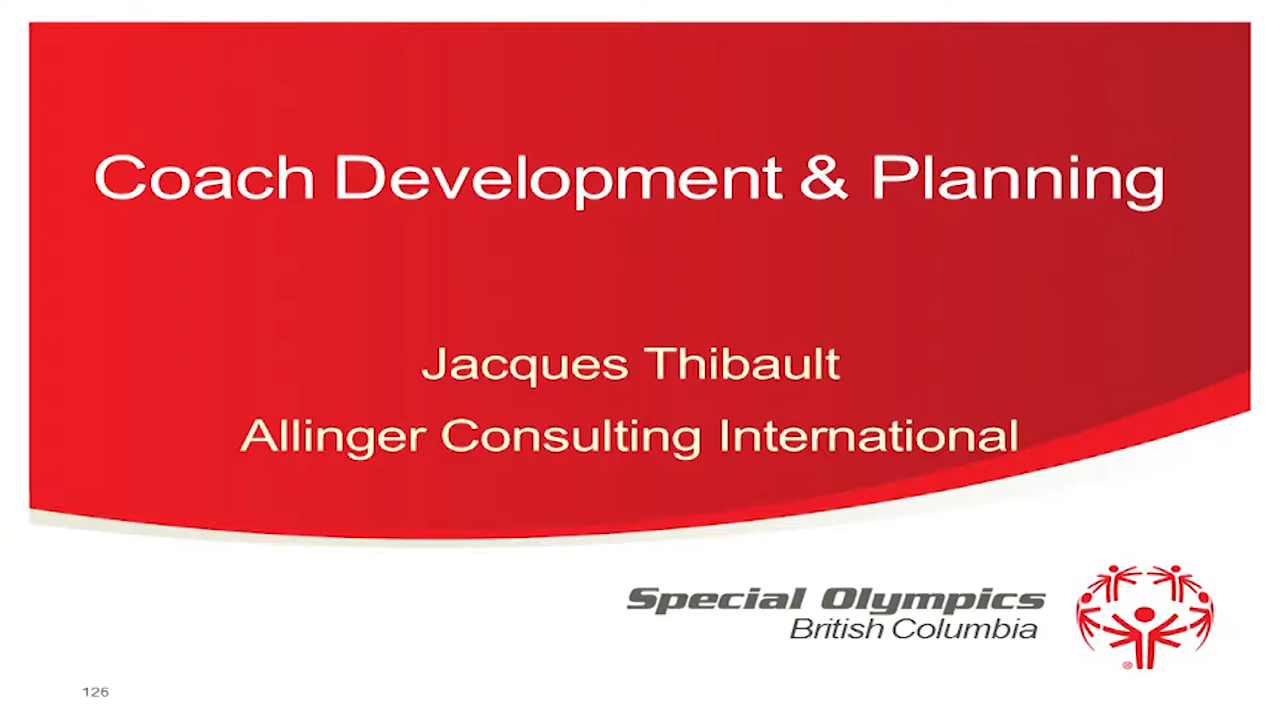 Coach Development & Planning
Jacques Thibault
Allinger Consulting International
Special Olympics
British Columbia
®
126